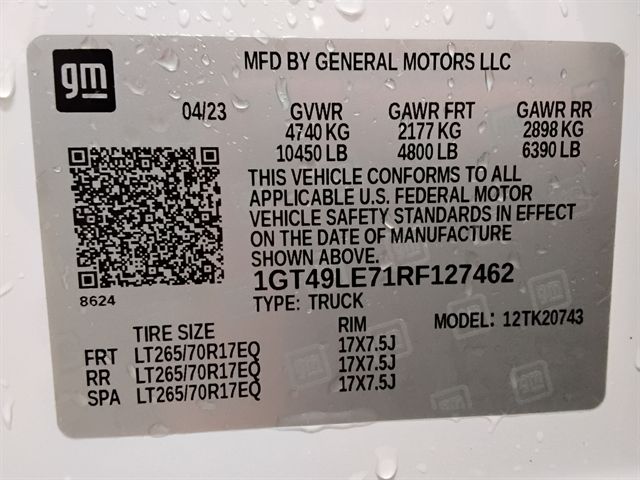 gm
MFD BY GENERAL MOTORS LLC
04/23 GVWR GAWR FRT GAWR RR
4740 KG 2177 KG 2898 KG
10450 LB 4800 LB 6390 LB
THIS VEHICLE CONFORMS TO ALL
APPLICABLE U.S. FEDERAL MOTOR
VEHICLE SAFETY STANDARDS IN EFFECT
ON THE DATE OF MANUFACTURE
SHOWN ABOVE.
8624
1GT49LE71RF127462
TYPE: TRUCK
TIRE SIZE RIM MODEL: 12TK20743
FRT LT265/70R17EQ 17X7.5J
RR LT265/70R17EQ 17X7.5J
SPA LT265/70R17EQ 17X7.5J